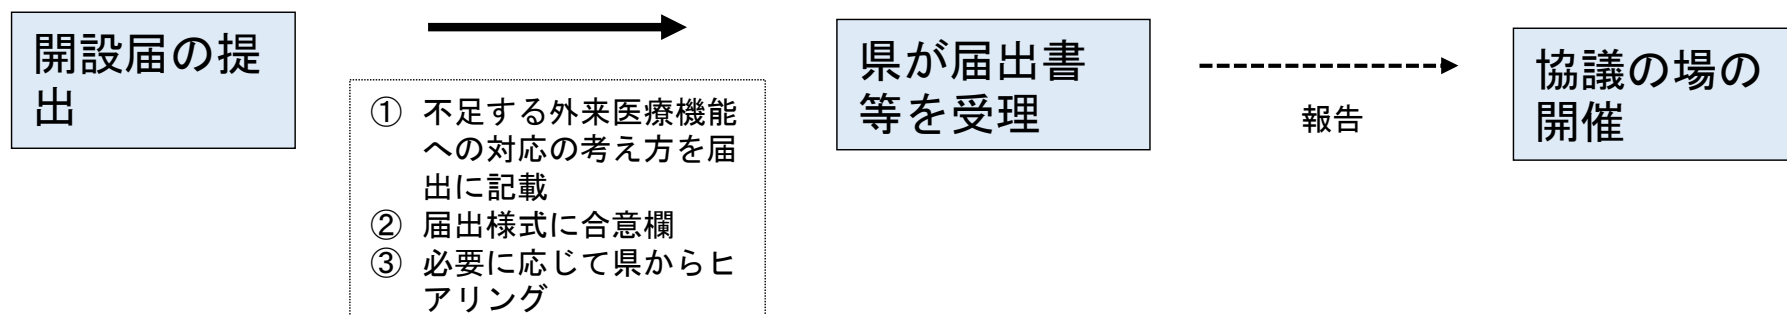 開設届の提
出
① 不足する外来医療機能
への対応の考え方を届
出に記載
② 届出様式に合意欄
③ 必要に応じて県からヒ
アリング
県が届出書
等を受理
報告
協議の場の
開催